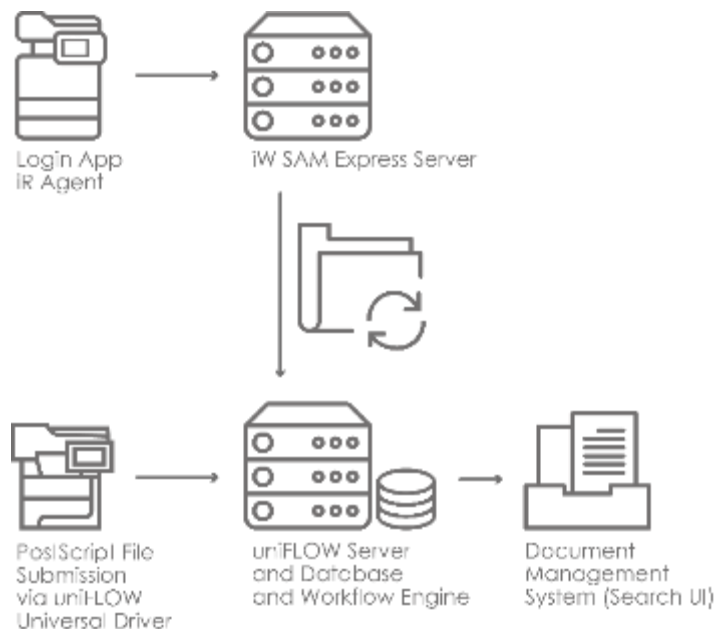 Login App
iR Agent
iW SAM Express Server
PostScript File
Submission
via uniFLOW
Universal Driver
uniFLOW Server
and Database
and Workflow Engine
Document
Management
System (Search UI)